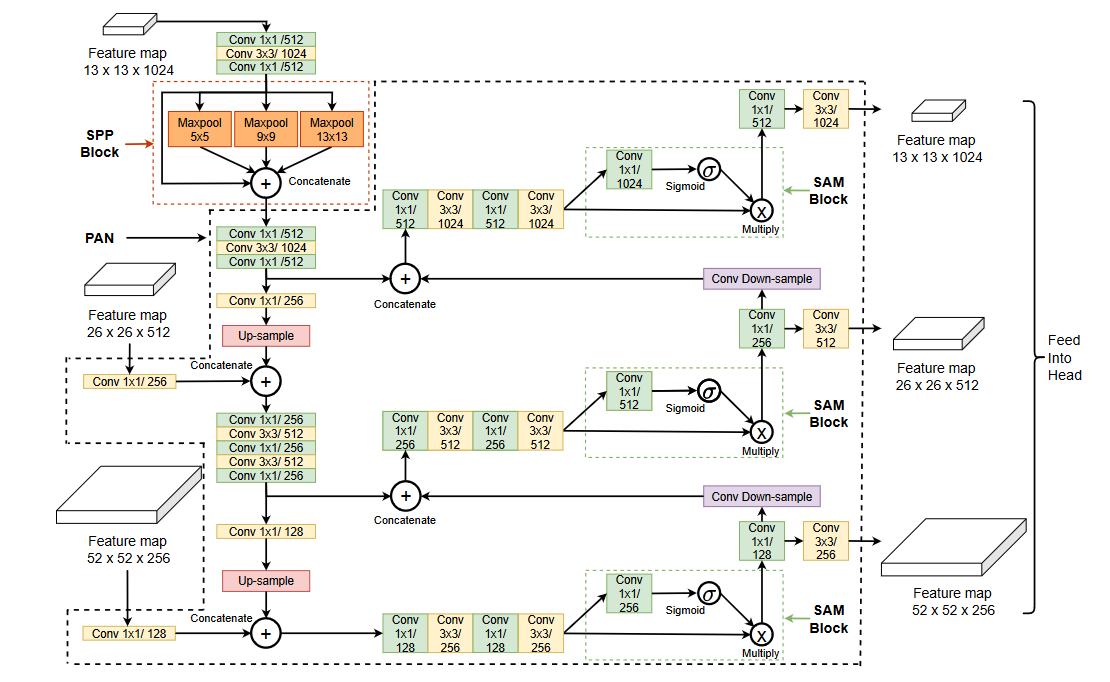 Feature map
13 x 13 x 1024
Conv 1x1 /512
Conv 3x3/ 1024
Conv 1x1 /512
SPP
Block
Maxpool
5x5
Maxpool
9x9
Maxpool
13x13
+
Concatenate
PAN
Conv 1x1 /512
Conv 3x3/ 1024
Conv 1x1 /512
Conv 1x1/ 256
Up-sample
Feature map
26 x 26 x 512
Conv 1x1/ 256
Concatenate
+
Conv 1x1/ 256
Conv 3x3/ 512
Conv 1x1/ 256
Conv 3x3/ 512
Conv 1x1/ 256
Conv 1x1/ 128
Up-sample
Feature map
52 x 52 x 256
Conv 1x1/ 128
Concatenate
+
Conv
1x1/
512
Conv
3x3/
1024
Conv
1x1/
512
Conv
3x3/
1024
+
Concatenate
Conv
1x1/
1024
σ
Sigmoid
X
Multiply
SAM
Block
Conv
1x1/
512
Conv
3x3/
1024
Feature map
13 x 13 x 1024
Conv Down-sample
Conv
1x1/
256
Conv
3x3/
512
Conv
1x1/
256
Conv
3x3/
512
+
Concatenate
Conv
1x1/
512
σ
Sigmoid
X
Multiply
SAM
Block
Conv
1x1/
256
Conv
3x3/
512
Feature map
26 x 26 x 512
Conv Down-sample
Conv
1x1/
128
Conv
3x3/
256
Conv
1x1/
128
Conv
3x3/
256
Conv
1x1/
256
σ
Sigmoid
X
Multiply
SAM
Block
Conv
1x1/
128
Conv
3x3/
256
Feature map
52 x 52 x 256
Feed
Into
Head